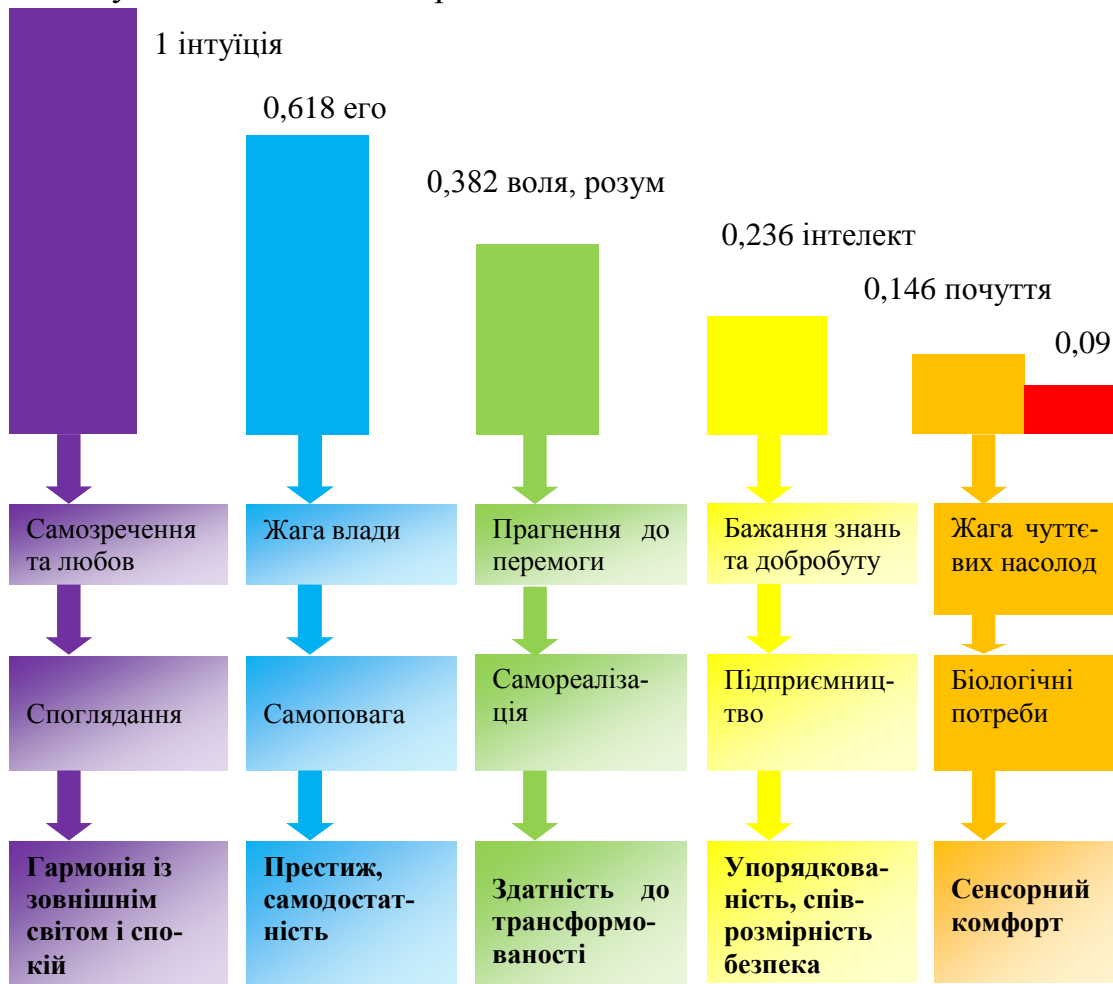 1 інтуїція
0,618 его
0,382 воля, розум
0,236 інтелект
0,146 почуття
0,09
Самозречення
та любов
Жага влади
Прагнення до
перемоги
Бажання знань
та добробуту
Жага чуттє-
вих насолод
Споглядання
Самоповага
Самореаліза-
ція
Підприємниц-
тво
Біологічні
потреби
Гармонія із
зовнішнім
світом і спо-
кій
Престиж,
самодостат-
ність
Здатність до
трансформо-
ваності
Упорядкова-
ність, спів-
розмірність
безпека
Сенсорний
комфорт